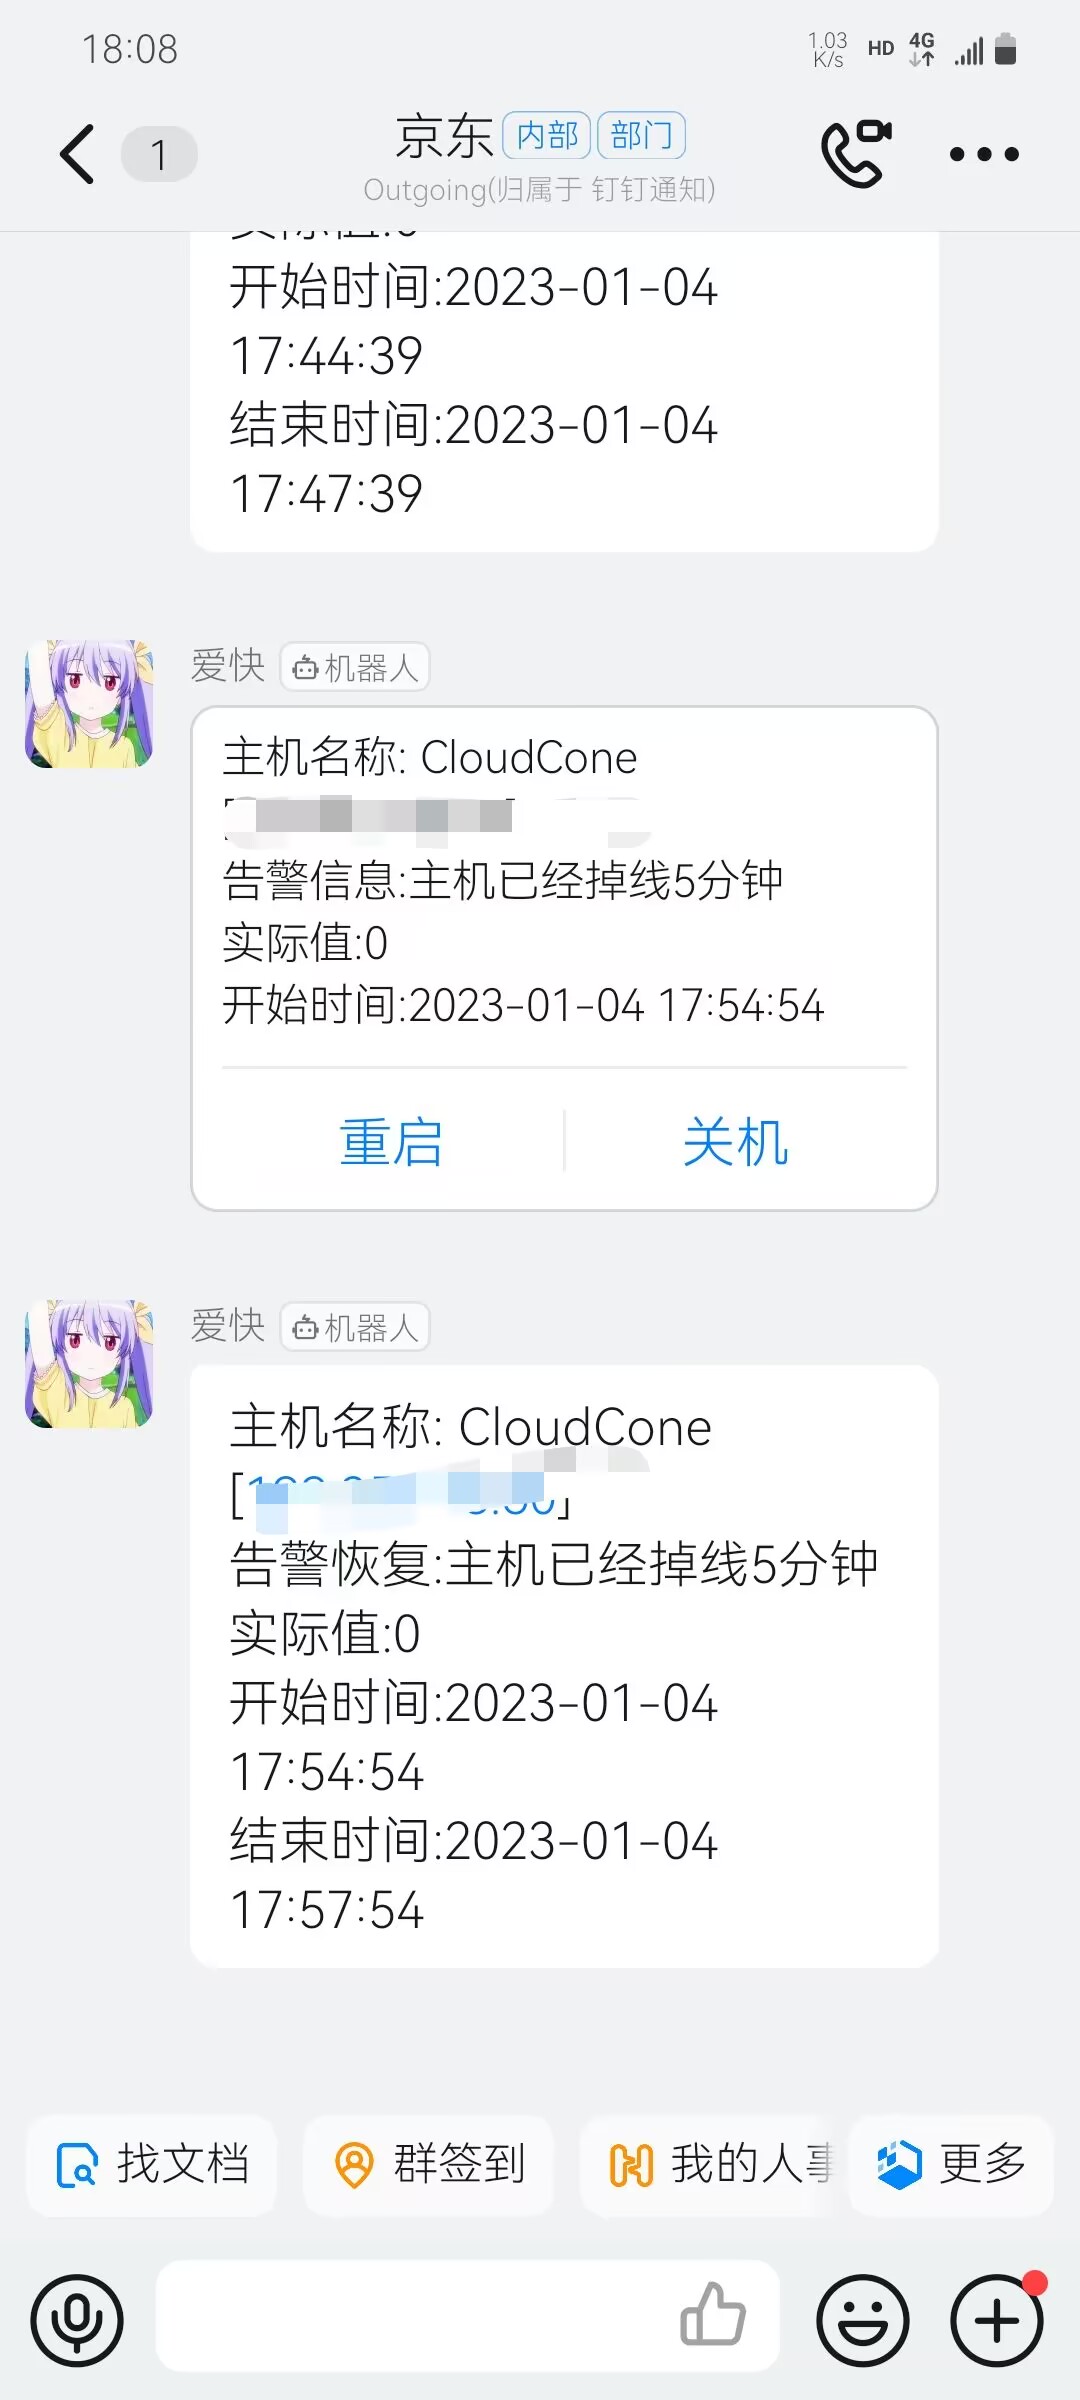 18:08
1.03 K/s HD 4G
1
京东 内部 部门
Outgoing(归属于 钉钉通知)
实际值:0
开始时间:2023-01-04
17:44:39
结束时间:2023-01-04
17:47:39
爱快 机器人
主机名称: CloudCone
[
告警信息:主机已经掉线5分钟
实际值:0
开始时间:2023-01-04 17:54:54
重启 关机
爱快 机器人
主机名称: CloudCone
[ ]
告警恢复:主机已经掉线5分钟
实际值:0
开始时间:2023-01-04
17:54:54
结束时间:2023-01-04
17:57:54
找文档 群签到 我的人事 更多